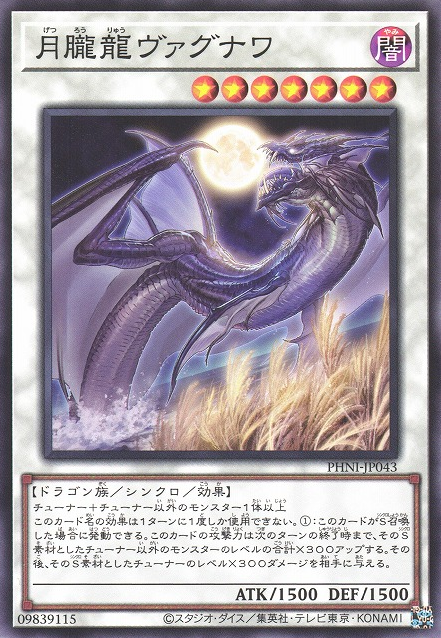 月朧龍ヴァグナワ
闇
PHNI-JP043
【ドラゴン族／シンクロ／効果】
チューナー＋チューナー以外のモンスター1体以上
このカード名の効果は1ターンに1度しか使用できない。①：このカードがS召喚
した場合に発動できる。このカードの攻撃力は次のターンの終了時まで、そのS
素材としたチューナー以外のモンスターのレベルの合計×300アップする。その
後、そのS素材としたチューナーのレベル×300ダメージを相手に与える。
ATK/1500 DEF/1500
09839115
©スタジオ・ダイス／集英社・テレビ東京・KONAMI